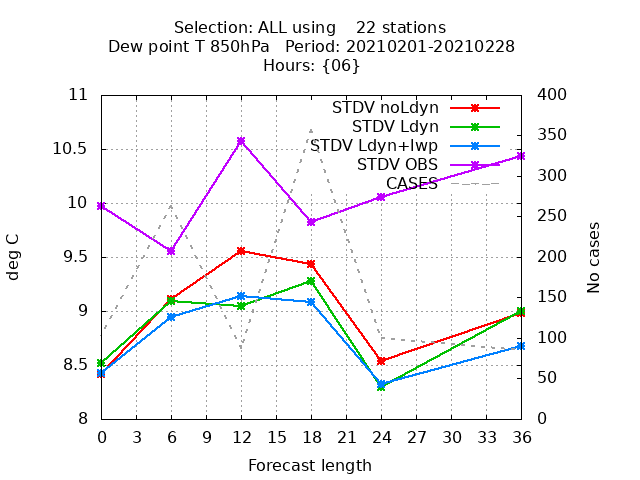 Selection: ALL using    22 stations
Dew point T 850hPa   Period: 20210201-20210228
Hours: {06}
STDV noLdyn
STDV Ldyn
STDV Ldyn+lwp
STDV OBS
CASES
deg C
11
10.5
10
9.5
9
8.5
8
400
350
300
250
200
150
100
50
0
No cases
0 3 6 9 12 15 18 21 24 27 30 33 36
Forecast length